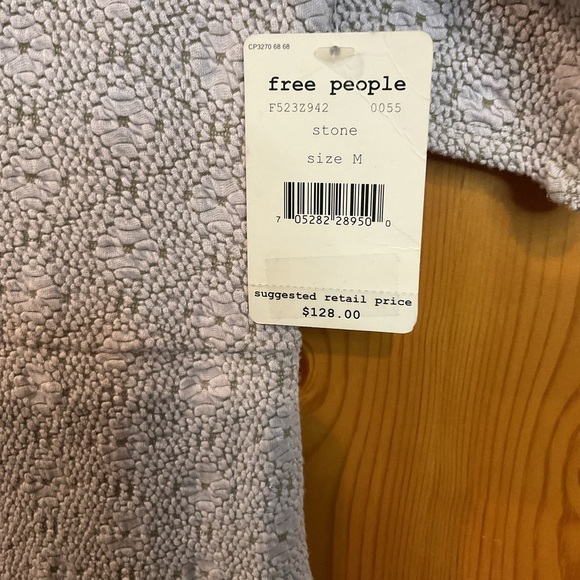 CP3270 68 68
free people
F523Z942 0055
stone
size M
7 05282 28950 0
suggested retail price
$128.00